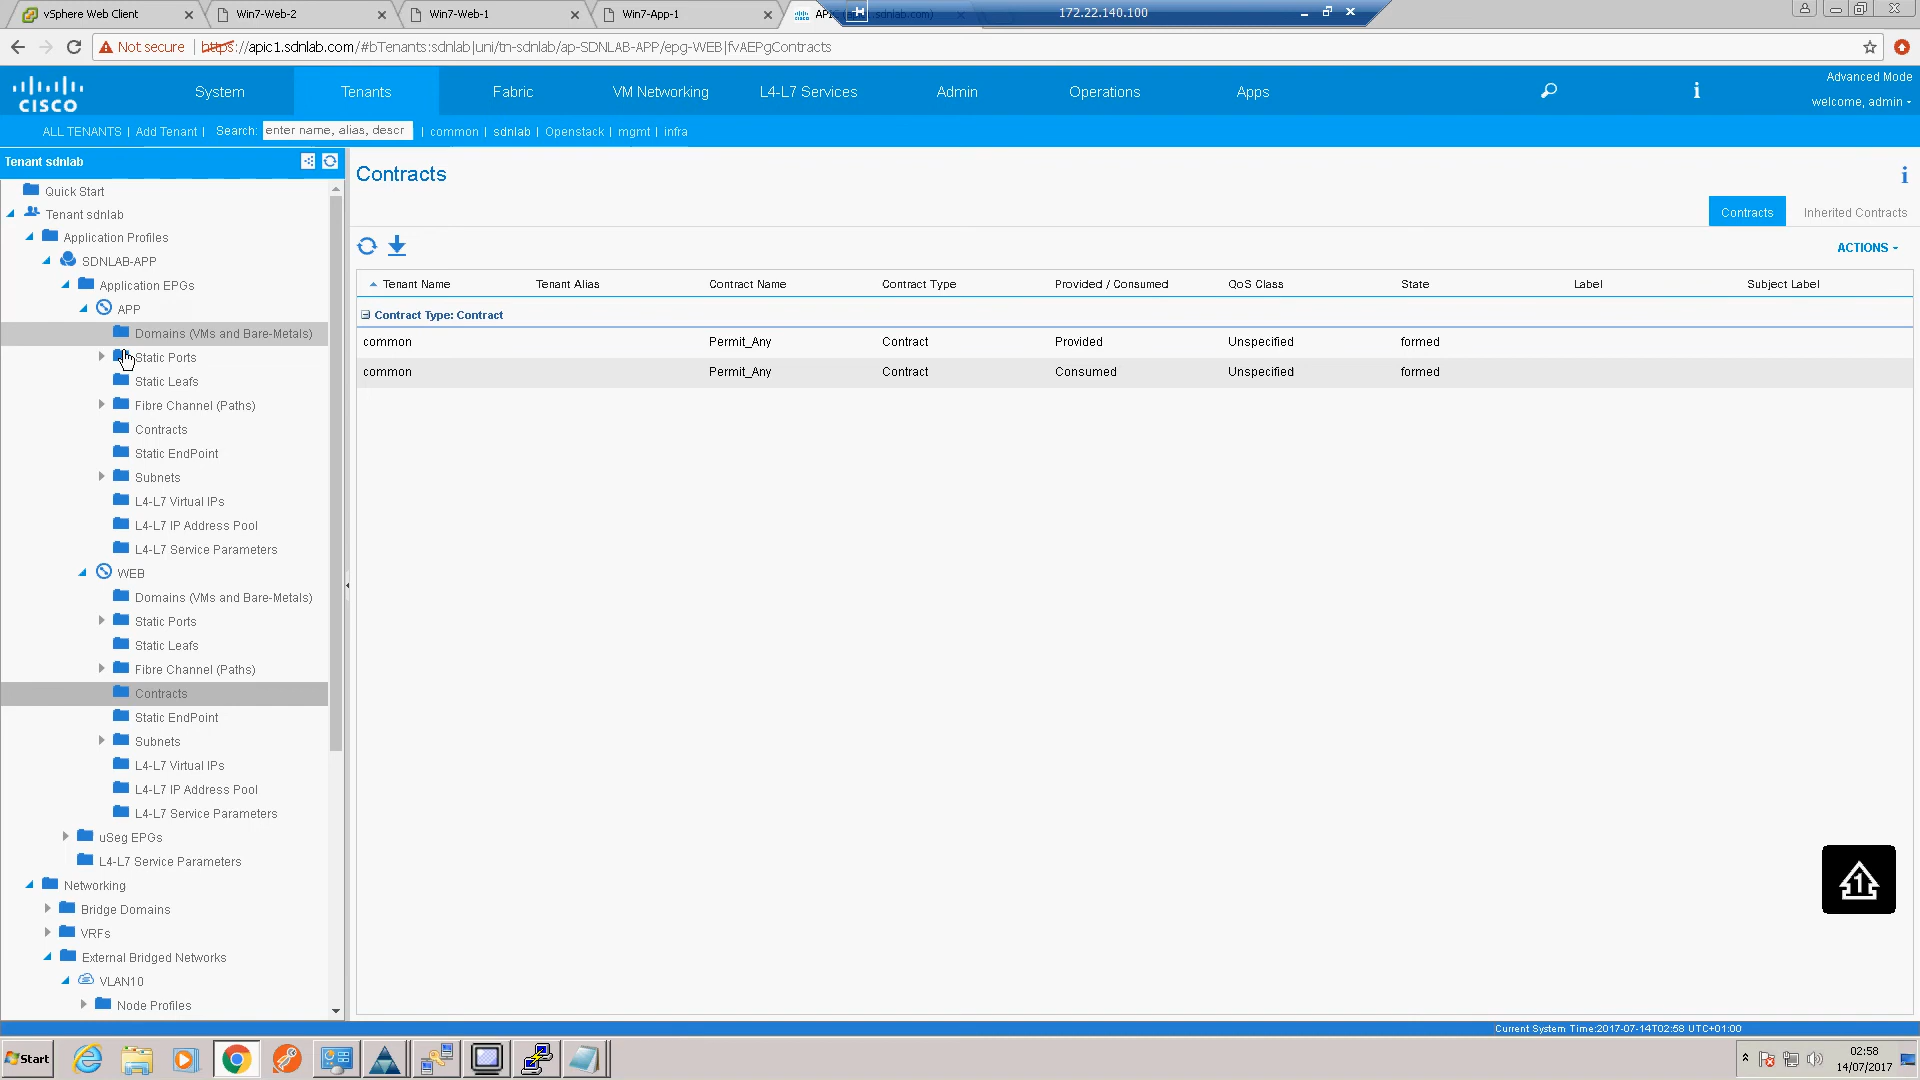 vSphere Web Client
Win7-Web-2
Win7-Web-1
Win7-App-1
172.22.140.100
Not secure
https://apic1.sdnlab.com/#bTenants:sdnlab|uni/tn-sdnlab/ap-SDNLAB-APP/epg-WEB|fvAEPgContracts
CISCO
System
Tenants
Fabric
VM Networking
L4-L7 Services
Admin
Operations
Apps
Advanced Mode
welcome, admin
ALL TENANTS | Add Tenant | Search: enter name, alias, descr | common | sdnlab | Openstack | mgmt | infra
Tenant sdnlab
Quick Start
Tenant sdnlab
Application Profiles
SDNLAB-APP
Application EPGs
APP
Domains (VMs and Bare-Metals)
Static Ports
Static Leafs
Fibre Channel (Paths)
Contracts
Static EndPoint
Subnets
L4-L7 Virtual IPs
L4-L7 IP Address Pool
L4-L7 Service Parameters
WEB
Domains (VMs and Bare-Metals)
Static Ports
Static Leafs
Fibre Channel (Paths)
Contracts
Static EndPoint
Subnets
L4-L7 Virtual IPs
L4-L7 IP Address Pool
L4-L7 Service Parameters
uSeg EPGs
L4-L7 Service Parameters
Networking
Bridge Domains
VRFs
External Bridged Networks
VLAN10
Node Profiles
Contracts
Contracts
Inherited Contracts
ACTIONS
Tenant Name Tenant Alias Contract Name Contract Type Provided / Consumed QoS Class State Label Subject Label
Contract Type: Contract
common Permit_Any Contract Provided Unspecified formed
common Permit_Any Contract Consumed Unspecified formed
1
Current System Time:2017-07-14T02:58 UTC+01:00
Start
02:58
14/07/2017